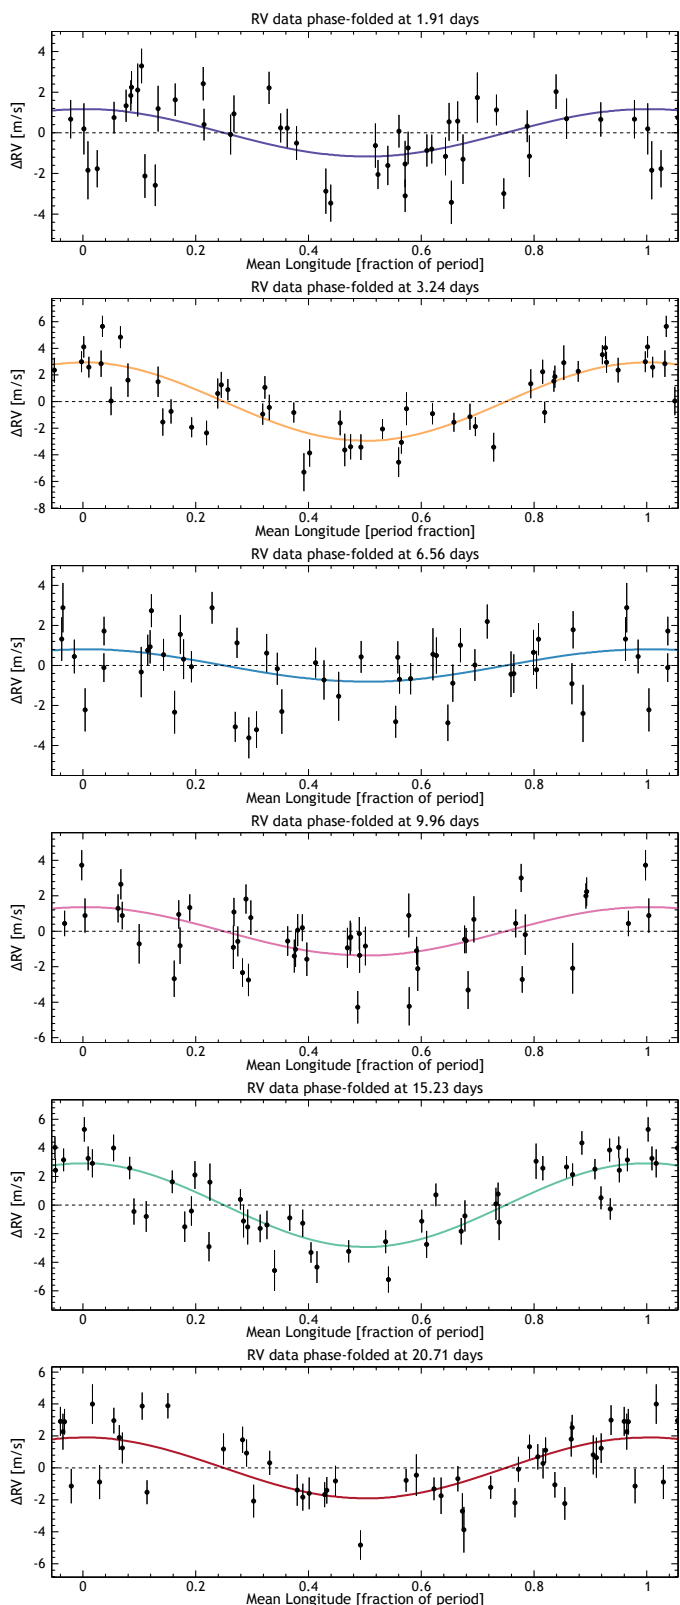 RV data phase-folded at 1.91 days
4
2
0
-2
-4
ΔRV [m/s]
0 0.2 0.4 0.6 0.8 1
Mean Longitude [fraction of period]
RV data phase-folded at 3.24 days
6
4
2
0
-2
-4
-6
-8
ΔRV [m/s]
0 0.2 0.4 0.6 0.8 1
Mean Longitude [period fraction]
RV data phase-folded at 6.56 days
4
2
0
-2
-4
ΔRV [m/s]
0 0.2 0.4 0.6 0.8 1
Mean Longitude [fraction of period]
RV data phase-folded at 9.96 days
4
2
0
-2
-4
-6
ΔRV [m/s]
0 0.2 0.4 0.6 0.8 1
Mean Longitude [fraction of period]
RV data phase-folded at 15.23 days
6
4
2
0
-2
-4
-6
ΔRV [m/s]
0 0.2 0.4 0.6 0.8 1
Mean Longitude [fraction of period]
RV data phase-folded at 20.71 days
6
4
2
0
-2
-4
-6
ΔRV [m/s]
0 0.2 0.4 0.6 0.8 1
Mean Longitude [fraction of period]